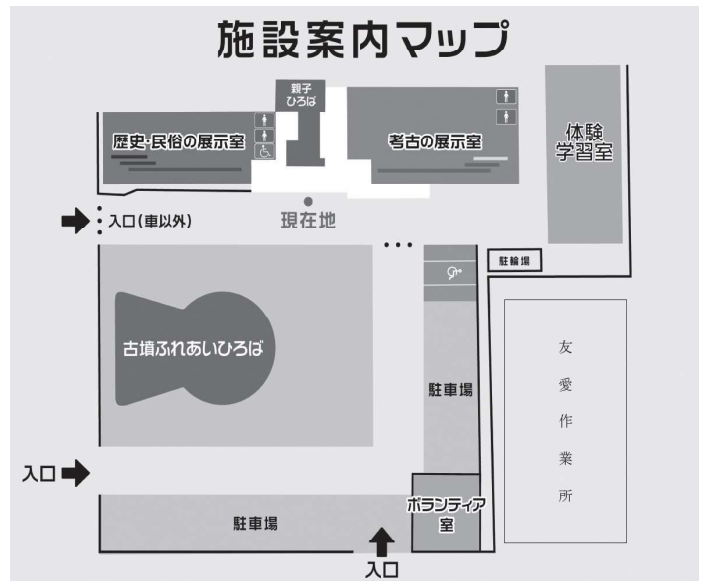 施設案内マップ
親子
ひろば
歴史・民俗の展示室
考古の展示室
体験
学習室
入口(車以外)
現在地
駐輪場
古墳ふれあいひろば
駐車場
友愛作業所
入口
ボランティア
室
駐車場
入口